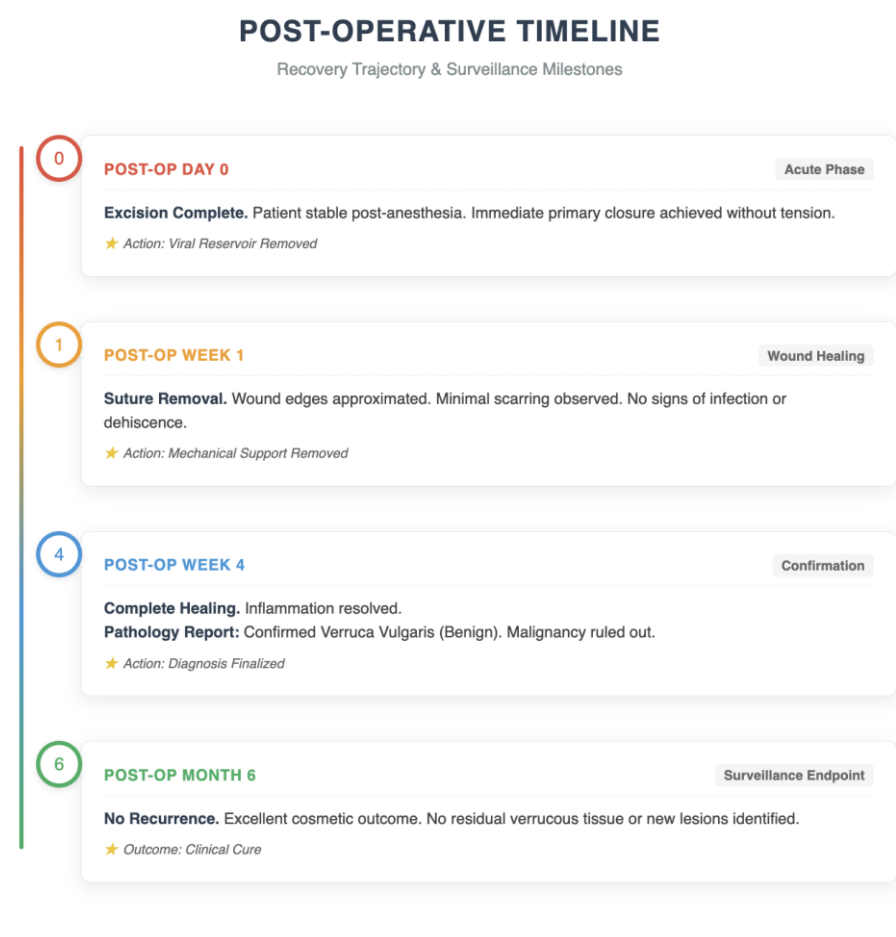 POST-OPERATIVE TIMELINE
Recovery Trajectory & Surveillance Milestones
0
POST-OP DAY 0
Acute Phase
Excision Complete. Patient stable post-anesthesia. Immediate primary closure achieved without tension.
★ Action: Viral Reservoir Removed
1
POST-OP WEEK 1
Wound Healing
Suture Removal. Wound edges approximated. Minimal scarring observed. No signs of infection or
dehiscence.
★ Action: Mechanical Support Removed
4
POST-OP WEEK 4
Confirmation
Complete Healing. Inflammation resolved.
Pathology Report: Confirmed Verruca Vulgaris (Benign). Malignancy ruled out.
★ Action: Diagnosis Finalized
6
POST-OP MONTH 6
Surveillance Endpoint
No Recurrence. Excellent cosmetic outcome. No residual verrucous tissue or new lesions identified.
★ Outcome: Clinical Cure